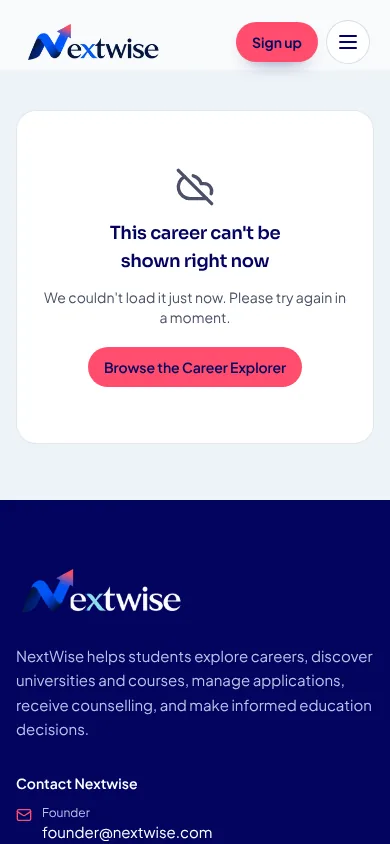 Nextwise
Sign up
This career can't be
shown right now
We couldn't load it just now. Please try again in
a moment.
Browse the Career Explorer
Nextwise
NextWise helps students explore careers, discover
universities and courses, manage applications,
receive counselling, and make informed education
decisions.
Contact Nextwise
Founder
founder@nextwise.com